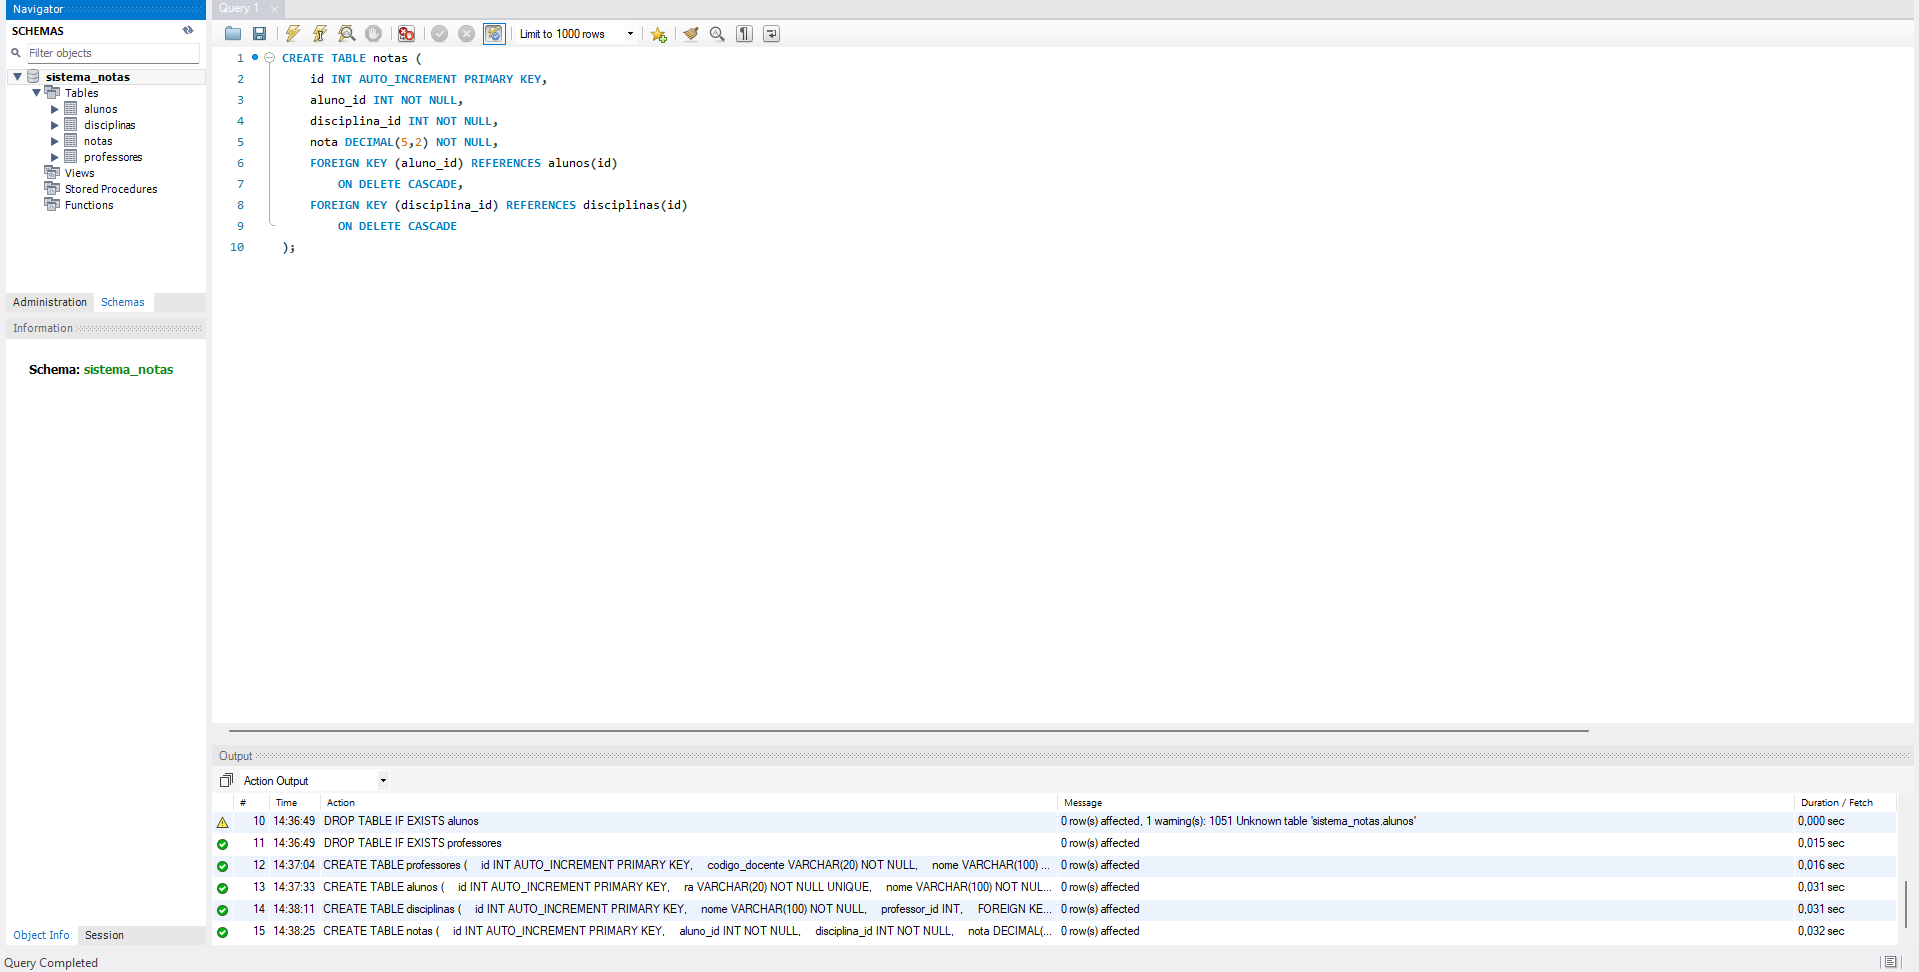 Navigator
SCHEMAS
Filter objects
sistema_notas
Tables
alunos
disciplinas
notas
professores
Views
Stored Procedures
Functions
Administration Schemas
Information
Schema: sistema_notas
Object Info Session
Query Completed
Query 1
Limit to 1000 rows
1 CREATE TABLE notas (
2 id INT AUTO_INCREMENT PRIMARY KEY,
3 aluno_id INT NOT NULL,
4 disciplina_id INT NOT NULL,
5 nota DECIMAL(5,2) NOT NULL,
6 FOREIGN KEY (aluno_id) REFERENCES alunos(id)
7 ON DELETE CASCADE,
8 FOREIGN KEY (disciplina_id) REFERENCES disciplinas(id)
9 ON DELETE CASCADE
10 );
Output
Action Output
# Time Action Message Duration / Fetch
10 14:36:49 DROP TABLE IF EXISTS alunos 0 row(s) affected, 1 warning(s): 1051 Unknown table 'sistema_notas.alunos' 0,000 sec
11 14:36:49 DROP TABLE IF EXISTS professores 0 row(s) affected 0,015 sec
12 14:37:04 CREATE TABLE professores ( id INT AUTO_INCREMENT PRIMARY KEY, codigo_docente VARCHAR(20) NOT NULL, nome VARCHAR(100) ... 0 row(s) affected 0,016 sec
13 14:37:33 CREATE TABLE alunos ( id INT AUTO_INCREMENT PRIMARY KEY, ra VARCHAR(20) NOT NULL UNIQUE, nome VARCHAR(100) NOT NUL... 0 row(s) affected 0,031 sec
14 14:38:11 CREATE TABLE disciplinas ( id INT AUTO_INCREMENT PRIMARY KEY, nome VARCHAR(100) NOT NULL, professor_id INT, FOREIGN KE... 0 row(s) affected 0,031 sec
15 14:38:25 CREATE TABLE notas ( id INT AUTO_INCREMENT PRIMARY KEY, aluno_id INT NOT NULL, disciplina_id INT NOT NULL, nota DECIMAL(... 0 row(s) affected 0,032 sec